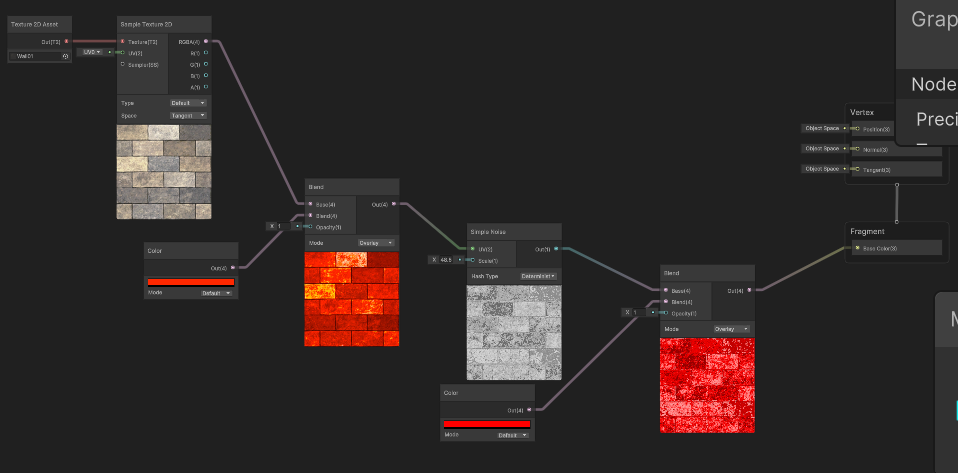 Texture 2D Asset
Out(T2)
Wall01
Sample Texture 2D
Texture(T2)
RGBA(4)
UV0
UV(2)
R(1)
Sampler(SS)
G(1)
B(1)
A(1)
Type
Default
Space
Tangent
Color
Out(4)
Mode
Default
Blend
Base(4)
Out(4)
Blend(4)
X 1
Opacity(1)
Mode
Overlay
Simple Noise
UV(2)
Out(1)
X 48.8
Scale(1)
Hash Type
Determinist
Color
Out(4)
Mode
Default
Blend
Base(4)
Out(4)
Blend(4)
X 1
Opacity(1)
Mode
Overlay
Vertex
Object Space
Position(3)
Object Space
Normal(3)
Object Space
Tangent(3)
Fragment
Base Color(3)
Grap
Node
Preci